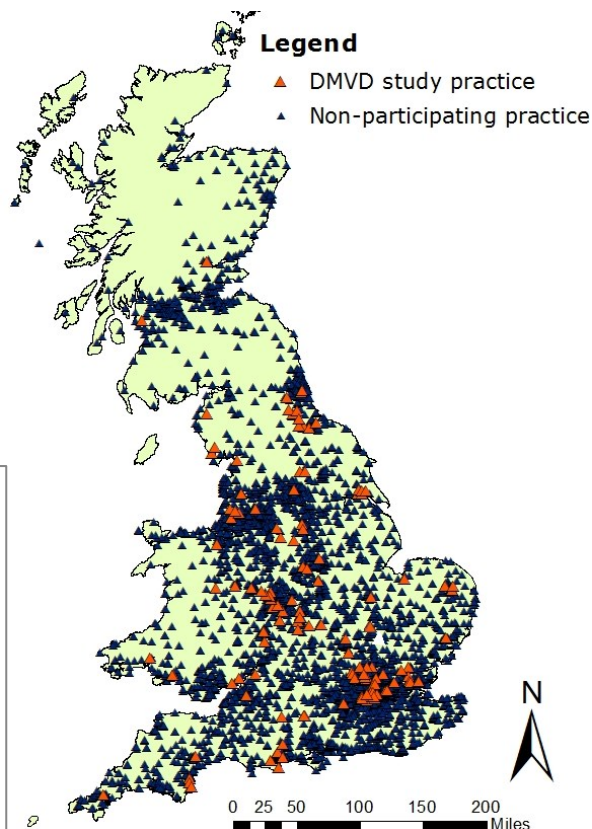 Legend
DMVD study practice
Non-participating practice
N
0 25 50 100 150 200
Miles